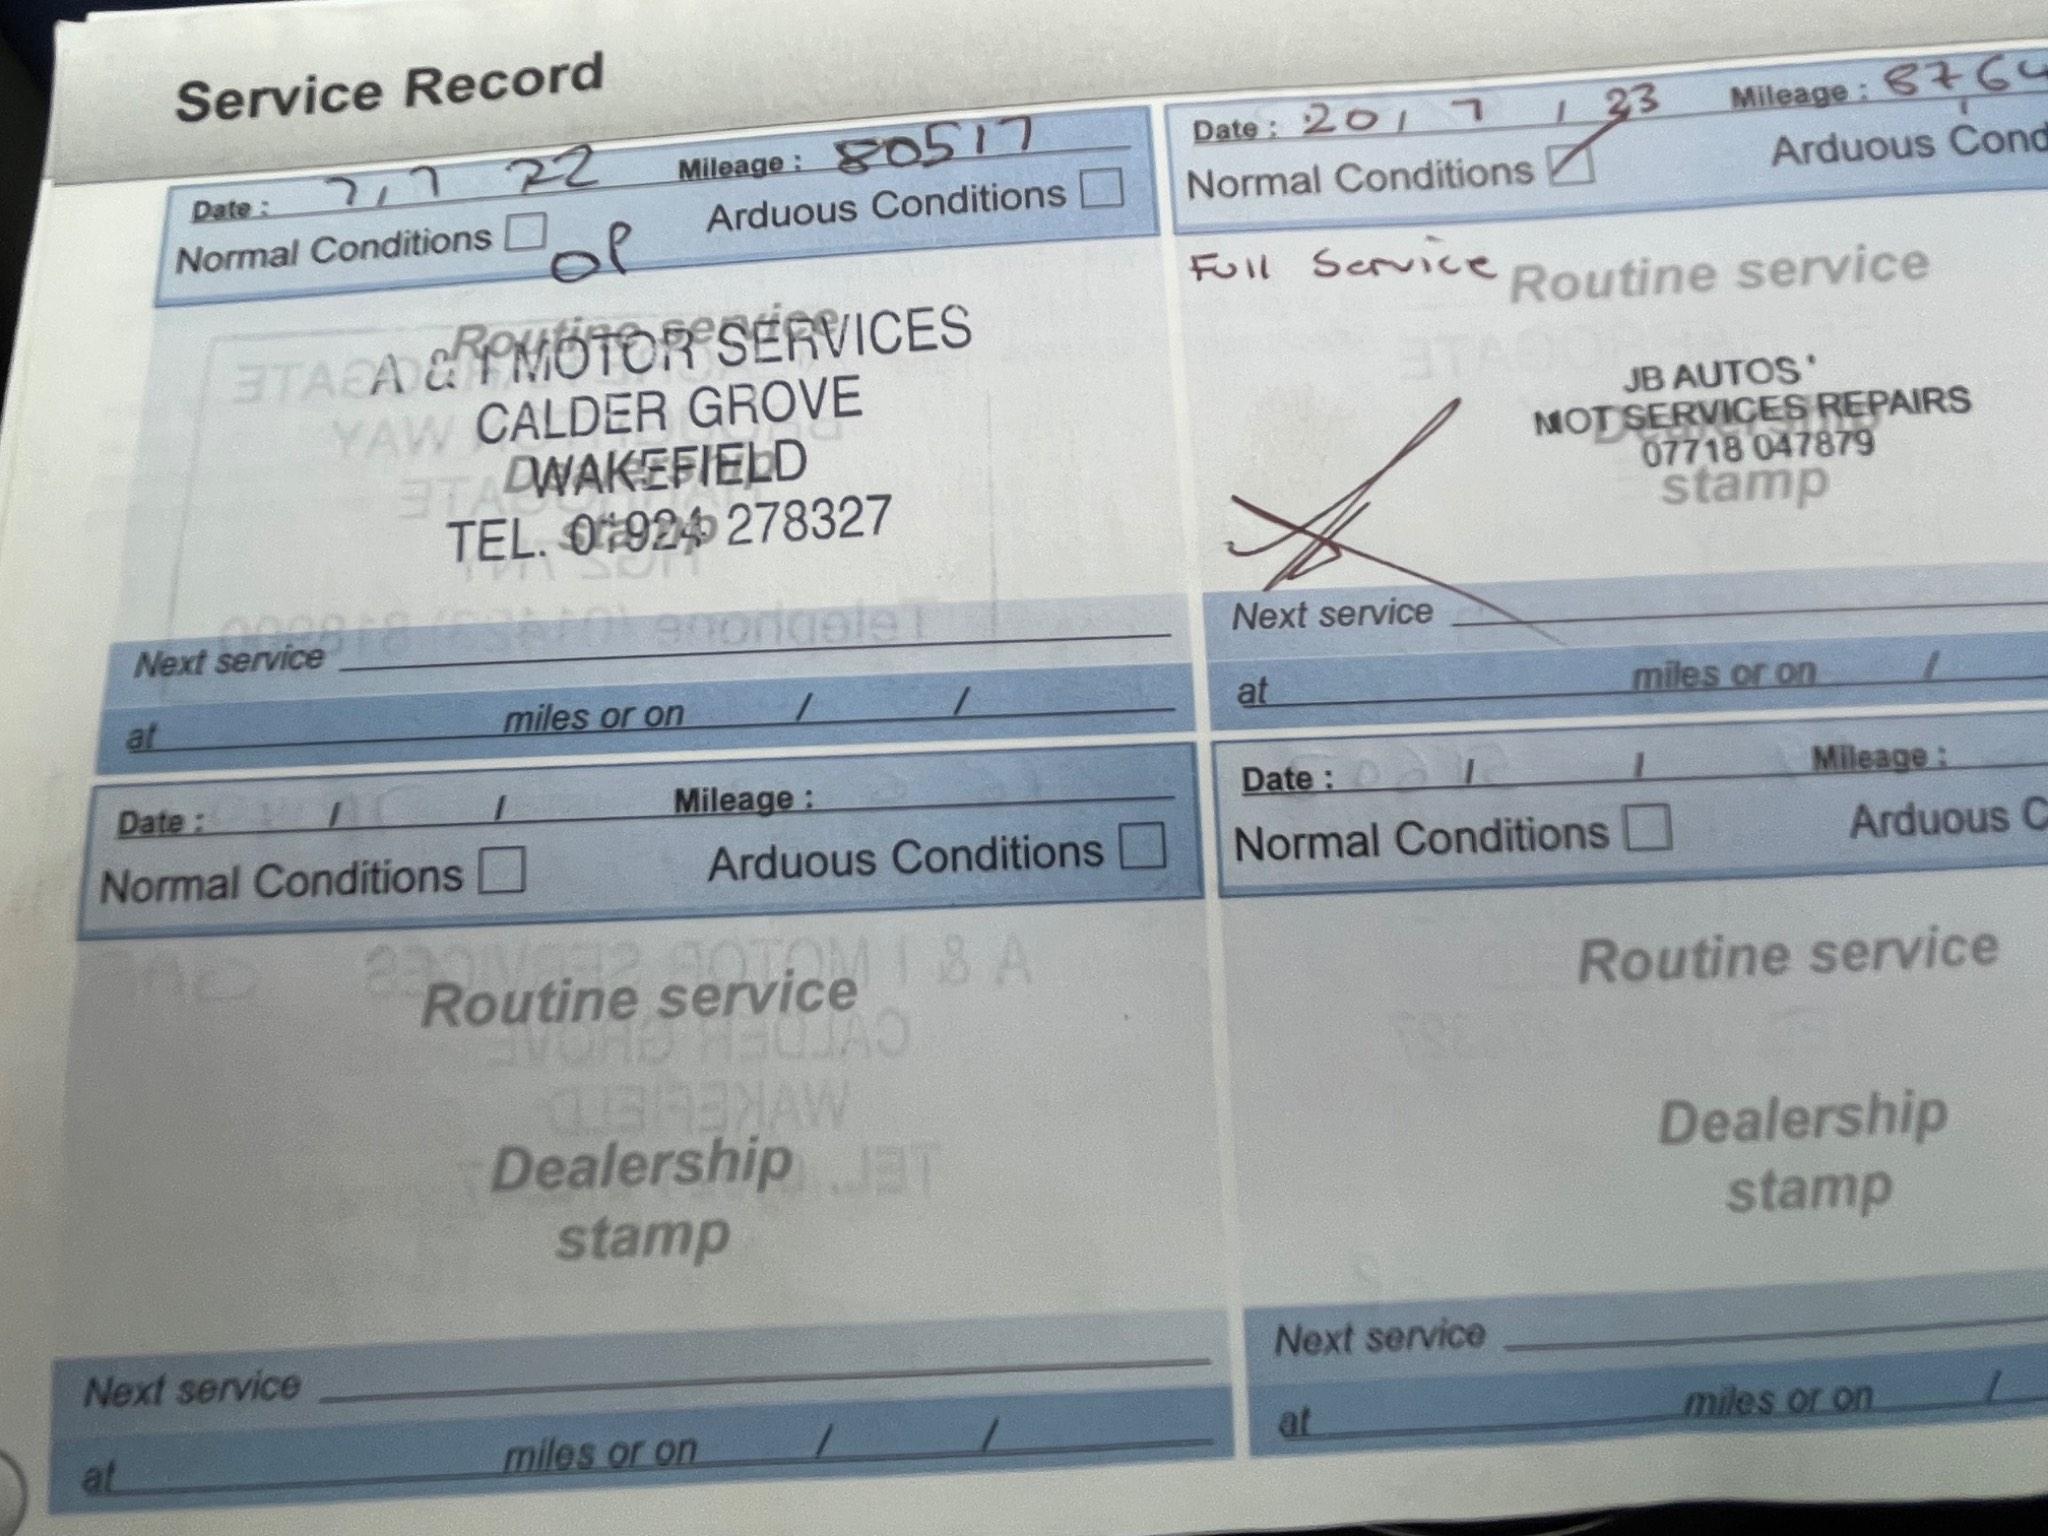 Service Record
Date : 7 / 7 22 Mileage : 80517
Normal Conditions Arduous Conditions
Routine service
A & I MOTOR SERVICES
CALDER GROVE
WAKEFIELD
TEL. 01924 278327
Next service
at miles or on / /
Date : 20 / 7 / 23 Mileage :
Normal Conditions Arduous
Full Service Routine service
JB AUTOS
MOT SERVICES REPAIRS
07718 047879
stamp
Next service
at miles or on /
Date : / / Mileage :
Normal Conditions Arduous Conditions
Routine service
Dealership
stamp
Next service
at miles or on / /
Date : / / Mileage :
Normal Conditions Arduous
Routine service
Dealership
stamp
Next service
at miles or on /